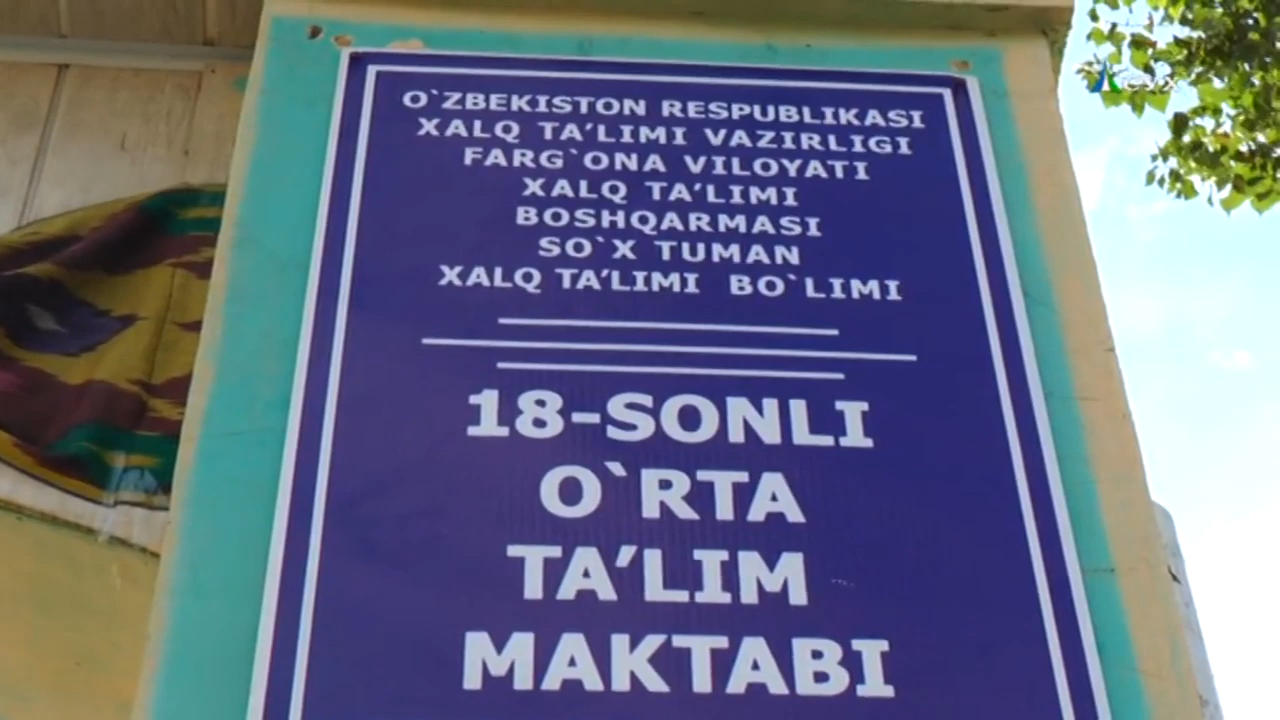 O`ZBEKISTON RESPUBLIKASI
XALQ TA’LIMI VAZIRLIGI
FARG`ONA VILOYATI
XALQ TA’LIMI
BOSHQARMASI
SO`X TUMAN
XALQ TA’LIMI BO`LIMI
18-SONLI
O`RTA
TA’LIM
MAKTABI